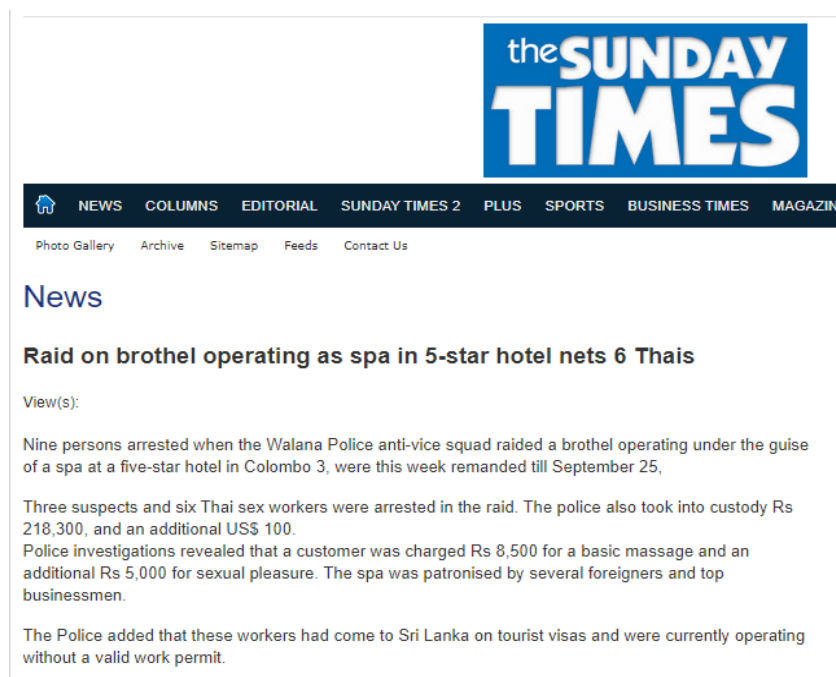 the SUNDAY
TIMES
NEWS COLUMNS EDITORIAL SUNDAY TIMES 2 PLUS SPORTS BUSINESS TIMES MAGAZIN
Photo Gallery Archive Sitemap Feeds Contact Us
News
Raid on brothel operating as spa in 5-star hotel nets 6 Thais
View(s):
Nine persons arrested when the Walana Police anti-vice squad raided a brothel operating under the guise
of a spa at a five-star hotel in Colombo 3, were this week remanded till September 25,
Three suspects and six Thai sex workers were arrested in the raid. The police also took into custody Rs
218,300, and an additional US$ 100.
Police investigations revealed that a customer was charged Rs 8,500 for a basic massage and an
additional Rs 5,000 for sexual pleasure. The spa was patronised by several foreigners and top
businessmen.
The Police added that these workers had come to Sri Lanka on tourist visas and were currently operating
without a valid work permit.